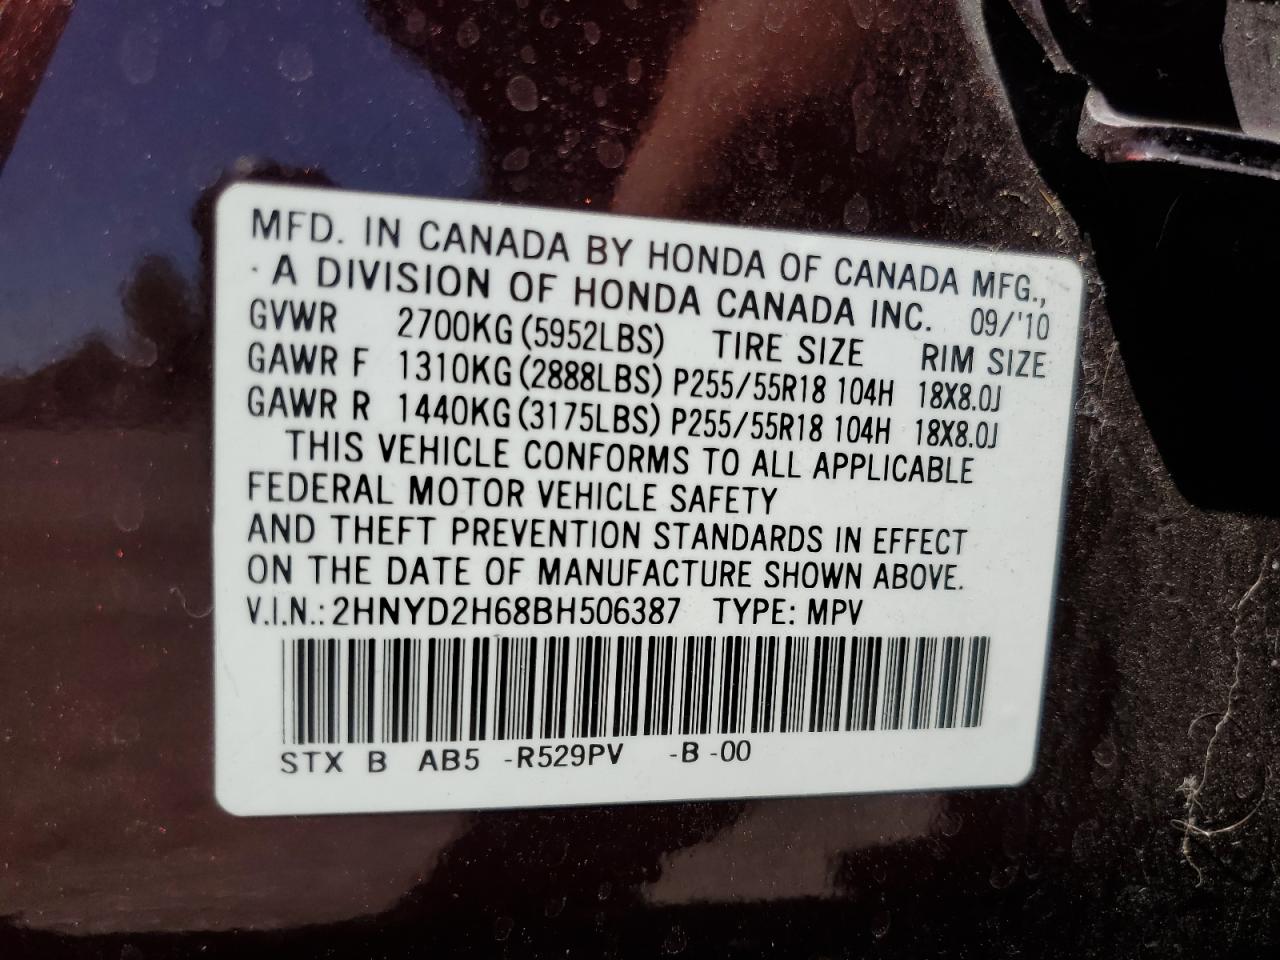 MFD. IN CANADA BY HONDA OF CANADA MFG.,
· A DIVISION OF HONDA CANADA INC. 09/'10
GVWR 2700KG (5952LBS) TIRE SIZE RIM SIZE
GAWR F 1310KG (2888LBS) P255/55R18 104H 18X8.0J
GAWR R 1440KG (3175LBS) P255/55R18 104H 18X8.0J
THIS VEHICLE CONFORMS TO ALL APPLICABLE
FEDERAL MOTOR VEHICLE SAFETY
AND THEFT PREVENTION STANDARDS IN EFFECT
ON THE DATE OF MANUFACTURE SHOWN ABOVE.
V.I.N.: 2HNYD2H68BH506387 TYPE: MPV
STX B AB5 -R529PV -B -00